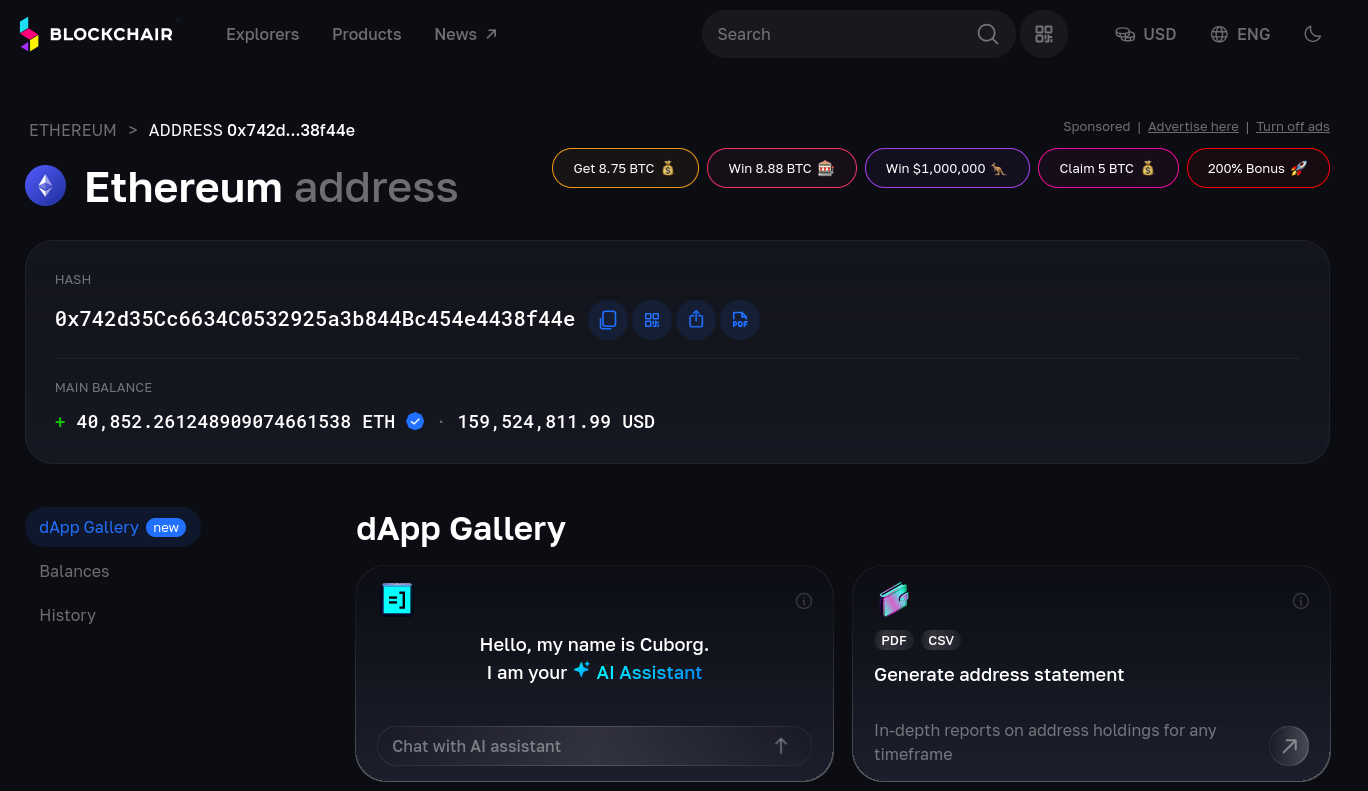 BLOCKCHAIR Explorers Products News Search USD ENG
Sponsored | Advertise here | Turn off ads
ETHEREUM > ADDRESS 0x742d...38f44e
Get 8.75 BTC 💰 Win 8.88 BTC 🎰 Win $1,000,000 🦘 Claim 5 BTC 💰 200% Bonus 🚀
Ethereum address
HASH
0x742d35Cc6634C0532925a3b844Bc454e4438f44e
PDF
MAIN BALANCE
+ 40,852.261248909074661538 ETH · 159,524,811.99 USD
dApp Gallery new
Balances
History
dApp Gallery
Hello, my name is Cuborg.
I am your AI Assistant
Chat with AI assistant
PDF CSV
Generate address statement
In-depth reports on address holdings for any
timeframe